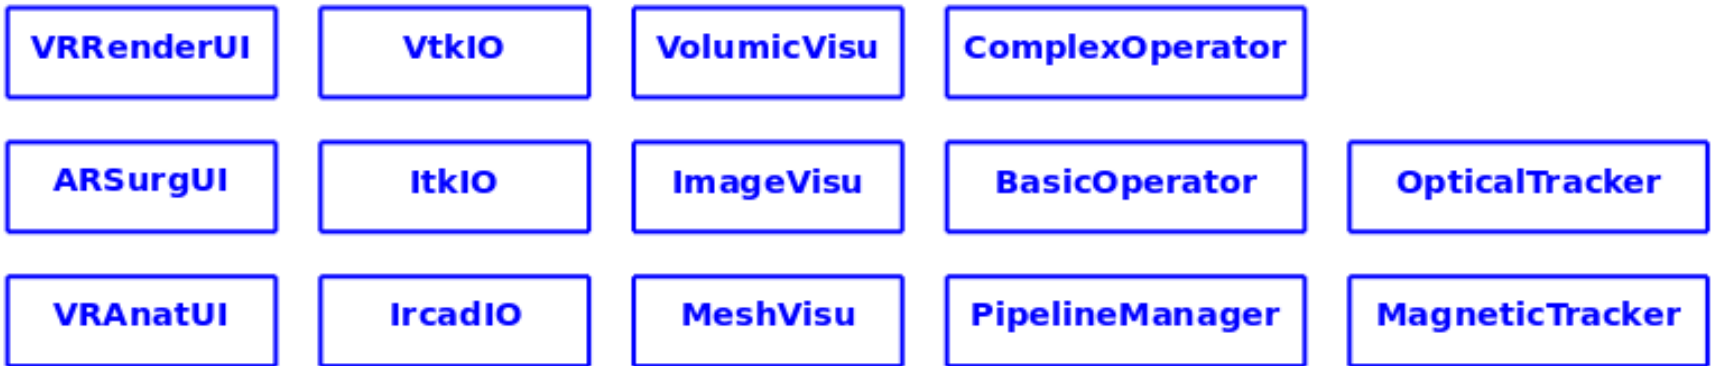 VRRenderUI VtkIO VolumicVisu ComplexOperator
ARSurgUI ItkIO ImageVisu BasicOperator OpticalTracker
VRAnatUI IrcadIO MeshVisu PipelineManager MagneticTracker